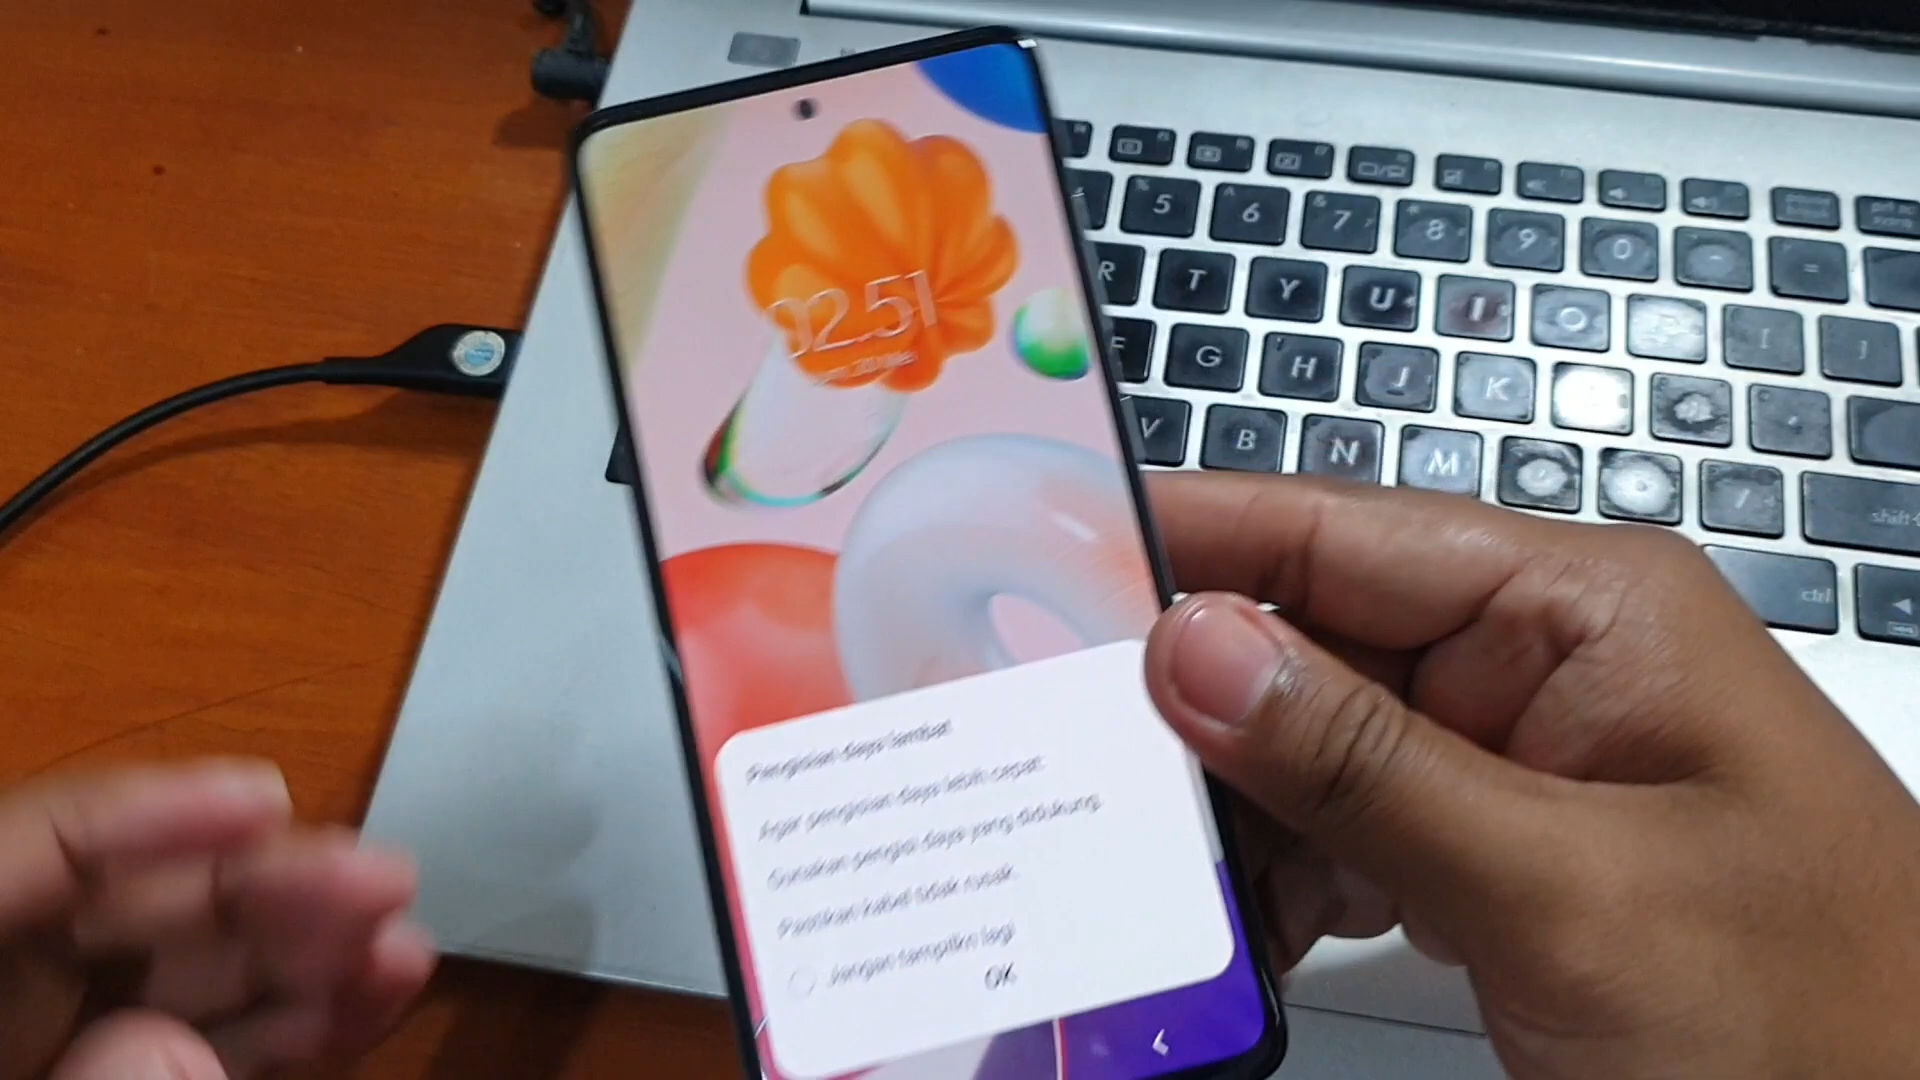 02.51
Pengisian daya lambat
Agar pengisian daya lebih cepat:
Gunakan pengisi daya yang didukung.
Pastikan kabel tidak rusak.
Jangan tampilkn lagi
OK
% 5
^ 6
& 7
* 8
( 9
) 0
-
=
R T Y U I O P [ ]
F G H J K
V B N M
/
shift
ctrl